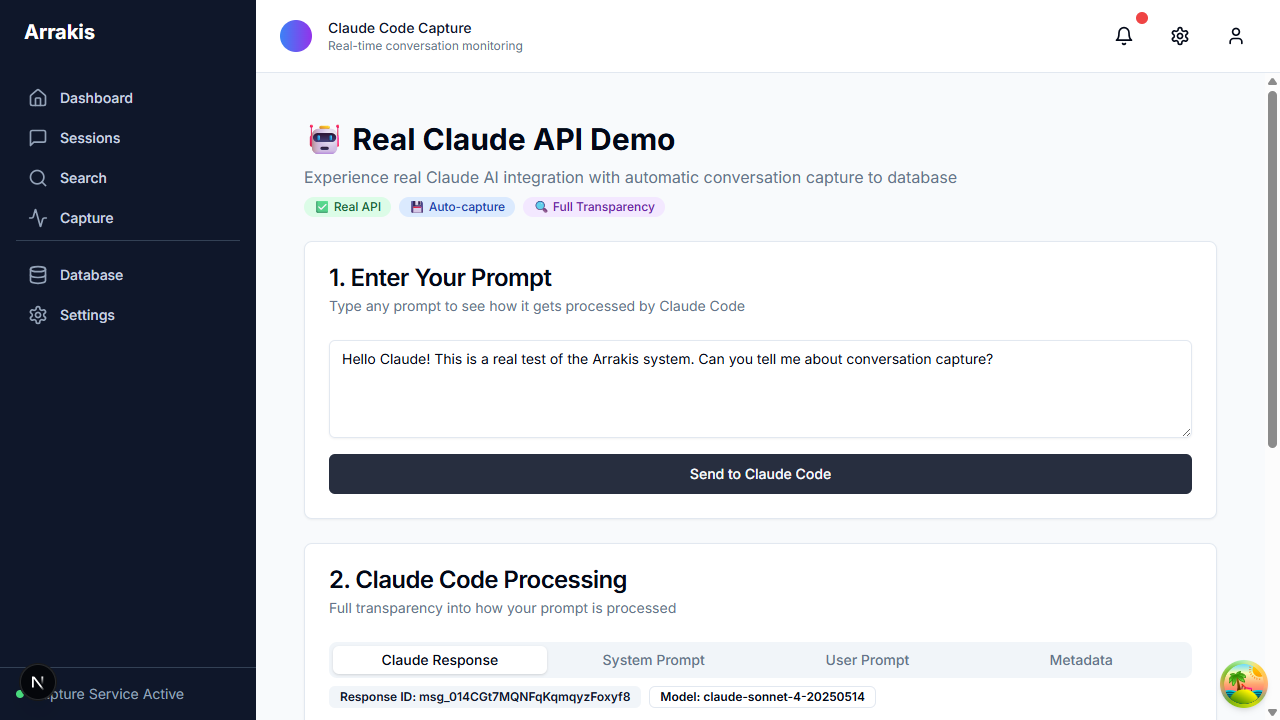 Arrakis
Dashboard
Sessions
Search
Capture
Database
Settings
N
pture Service Active
Claude Code Capture
Real-time conversation monitoring
🤖 Real Claude API Demo
Experience real Claude AI integration with automatic conversation capture to database
✅ Real API 💾 Auto-capture 🔍 Full Transparency
1. Enter Your Prompt
Type any prompt to see how it gets processed by Claude Code
Hello Claude! This is a real test of the Arrakis system. Can you tell me about conversation capture?
Send to Claude Code
2. Claude Code Processing
Full transparency into how your prompt is processed
Claude Response System Prompt User Prompt Metadata
Response ID: msg_014CGt7MQNFqKqmqyzFoxyf8 Model: claude-sonnet-4-20250514